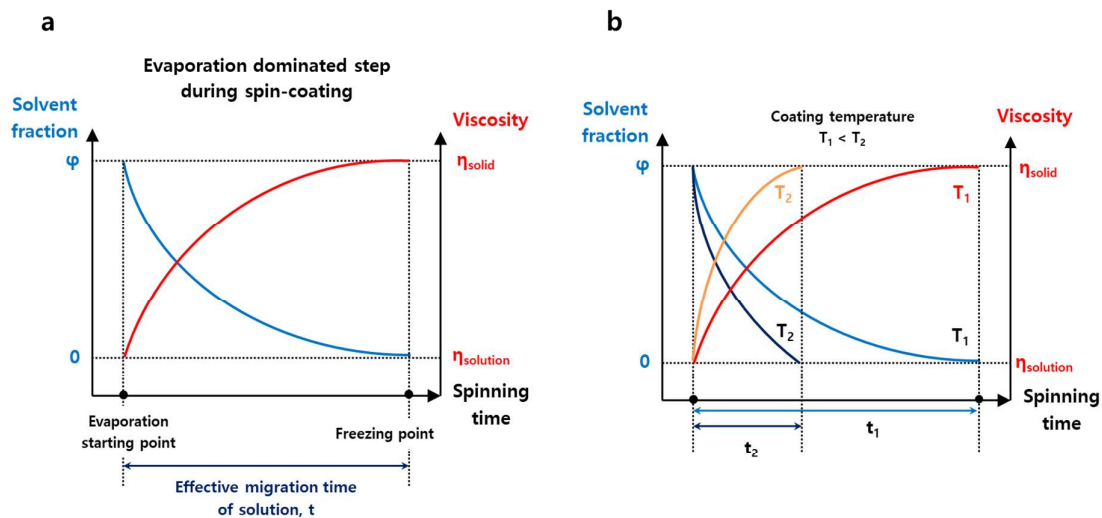 a
Evaporation dominated step
during spin-coating
Solvent
fraction
Viscosity
φ
ηsolid
0
ηsolution
Spinning
time
Evaporation
starting point
Freezing point
Effective migration time
of solution, t
b
Coating temperature
T1 < T2
Solvent
fraction
Viscosity
φ
ηsolid
T2
T1
T2
T1
0
ηsolution
Spinning
time
t1
t2